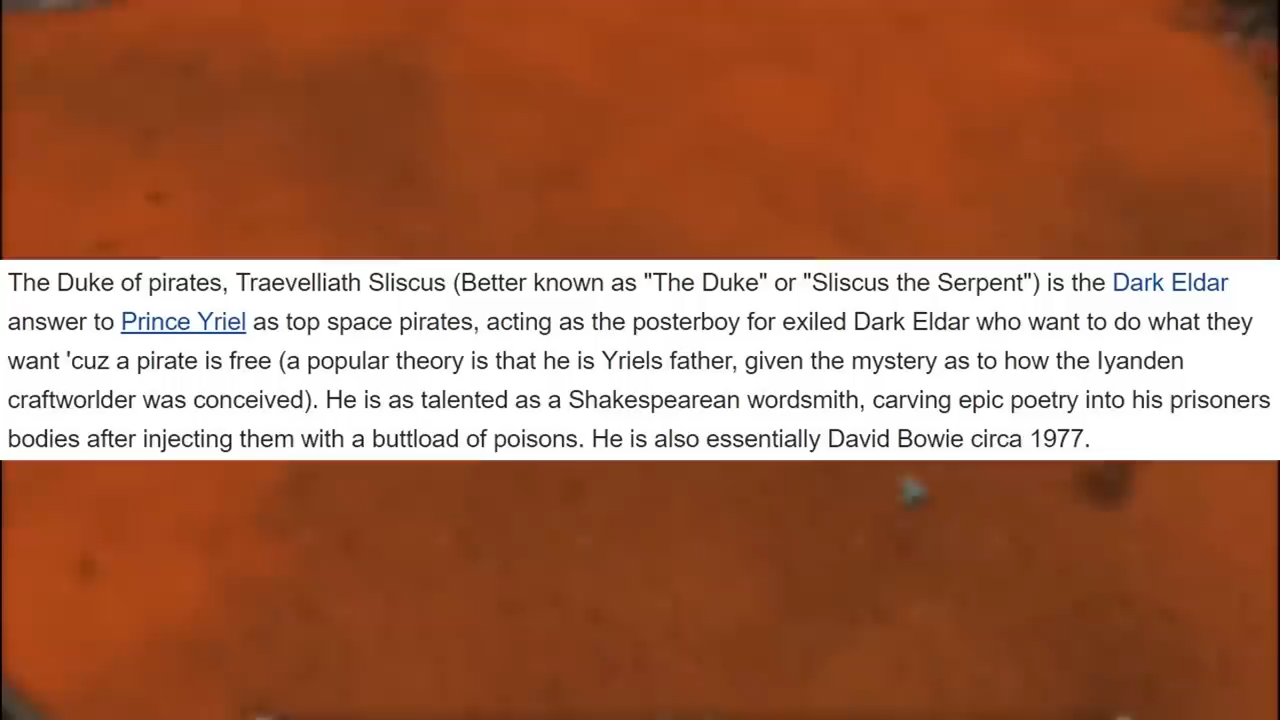 The Duke of pirates, Traevelliath Sliscus (Better known as "The Duke" or "Sliscus the Serpent") is the Dark Eldar
answer to Prince Yriel as top space pirates, acting as the posterboy for exiled Dark Eldar who want to do what they
want 'cuz a pirate is free (a popular theory is that he is Yriels father, given the mystery as to how the Iyanden
craftworlder was conceived). He is as talented as a Shakespearean wordsmith, carving epic poetry into his prisoners
bodies after injecting them with a buttload of poisons. He is also essentially David Bowie circa 1977.